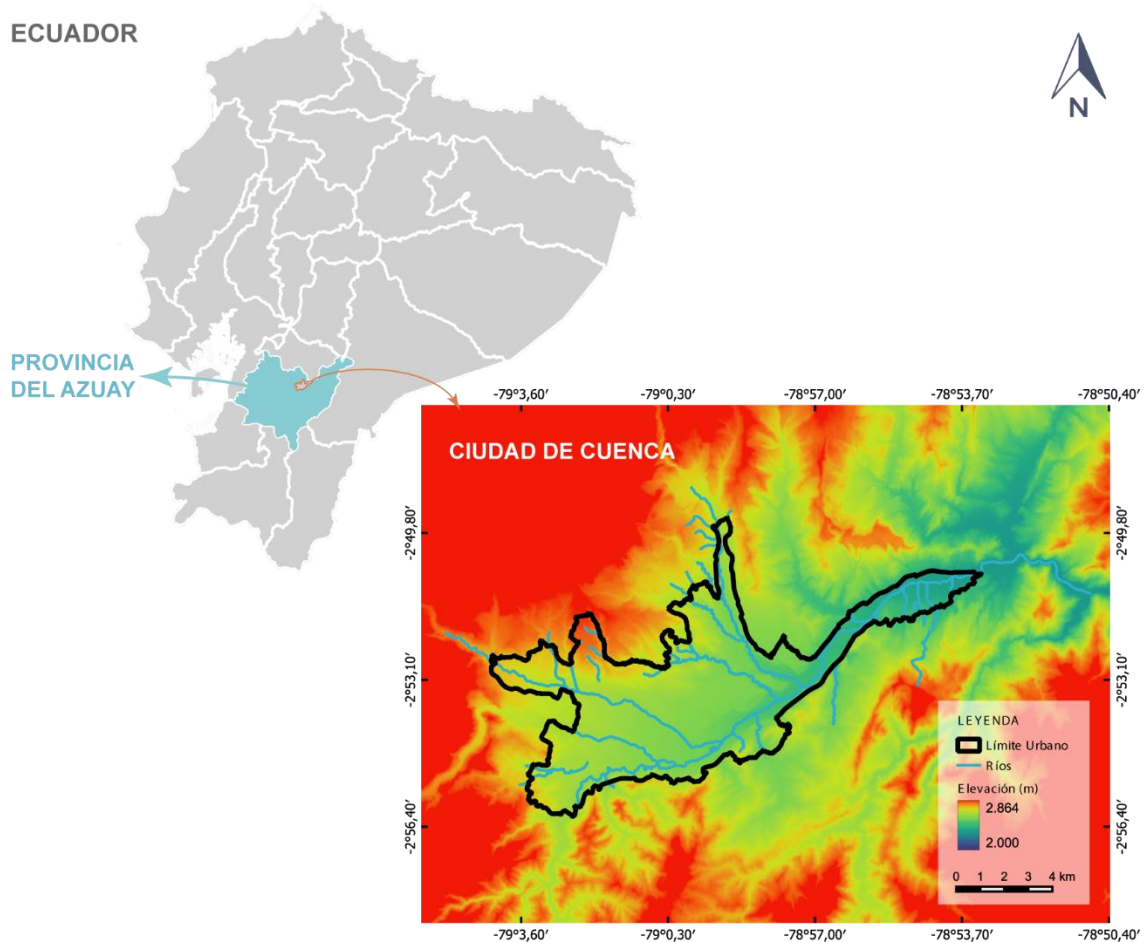 ECUADOR
N
PROVINCIA
DEL AZUAY
-79°3,60′ -79°0,30′ -78°57,00′ -78°53,70′ -78°50,40′
CIUDAD DE CUENCA
-2°49,80′ -2°49,80′
-2°53,10′ -2°53,10′
-2°56,40′ -2°56,40′
LEYENDA
Límite Urbano
Ríos
Elevación (m)
2.864
2.000
0 1 2 3 4 km
-79°3,60′ -79°0,30′ -78°57,00′ -78°53,70′ -78°50,40′